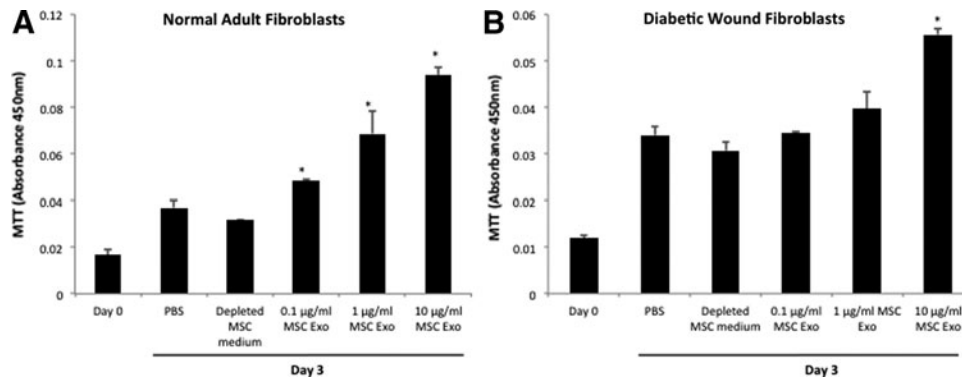 A
Normal Adult Fibroblasts
MTT (Absorbance 450nm)
0.12
0.1
0.08
0.06
0.04
0.02
0
*
*
*
Day 0
PBS
Depleted
MSC
medium
0.1 µg/ml
MSC Exo
1 µg/ml
MSC Exo
10 µg/ml
MSC Exo
Day 3
B
Diabetic Wound Fibroblasts
MTT (Absorbance 450nm)
0.06
0.05
0.04
0.03
0.02
0.01
0
*
Day 0
PBS
Depleted
MSC medium
0.1 µg/ml
MSC Exo
1 µg/ml MSC
Exo
10 µg/ml
MSC Exo
Day 3